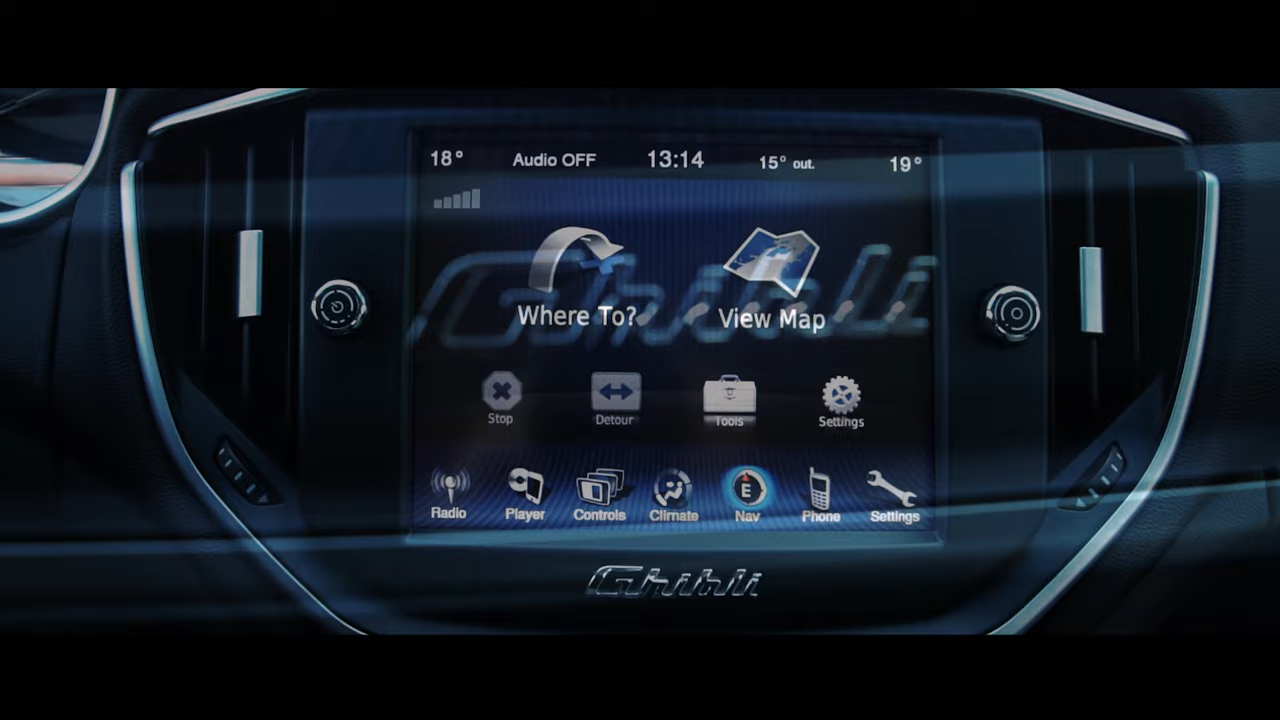 18° Audio OFF 13:14 15° out. 19°
Ghibli
Where To? View Map
Stop Detour Tools Settings
E
Radio Player Controls Climate Nav Phone Settings
Ghibli